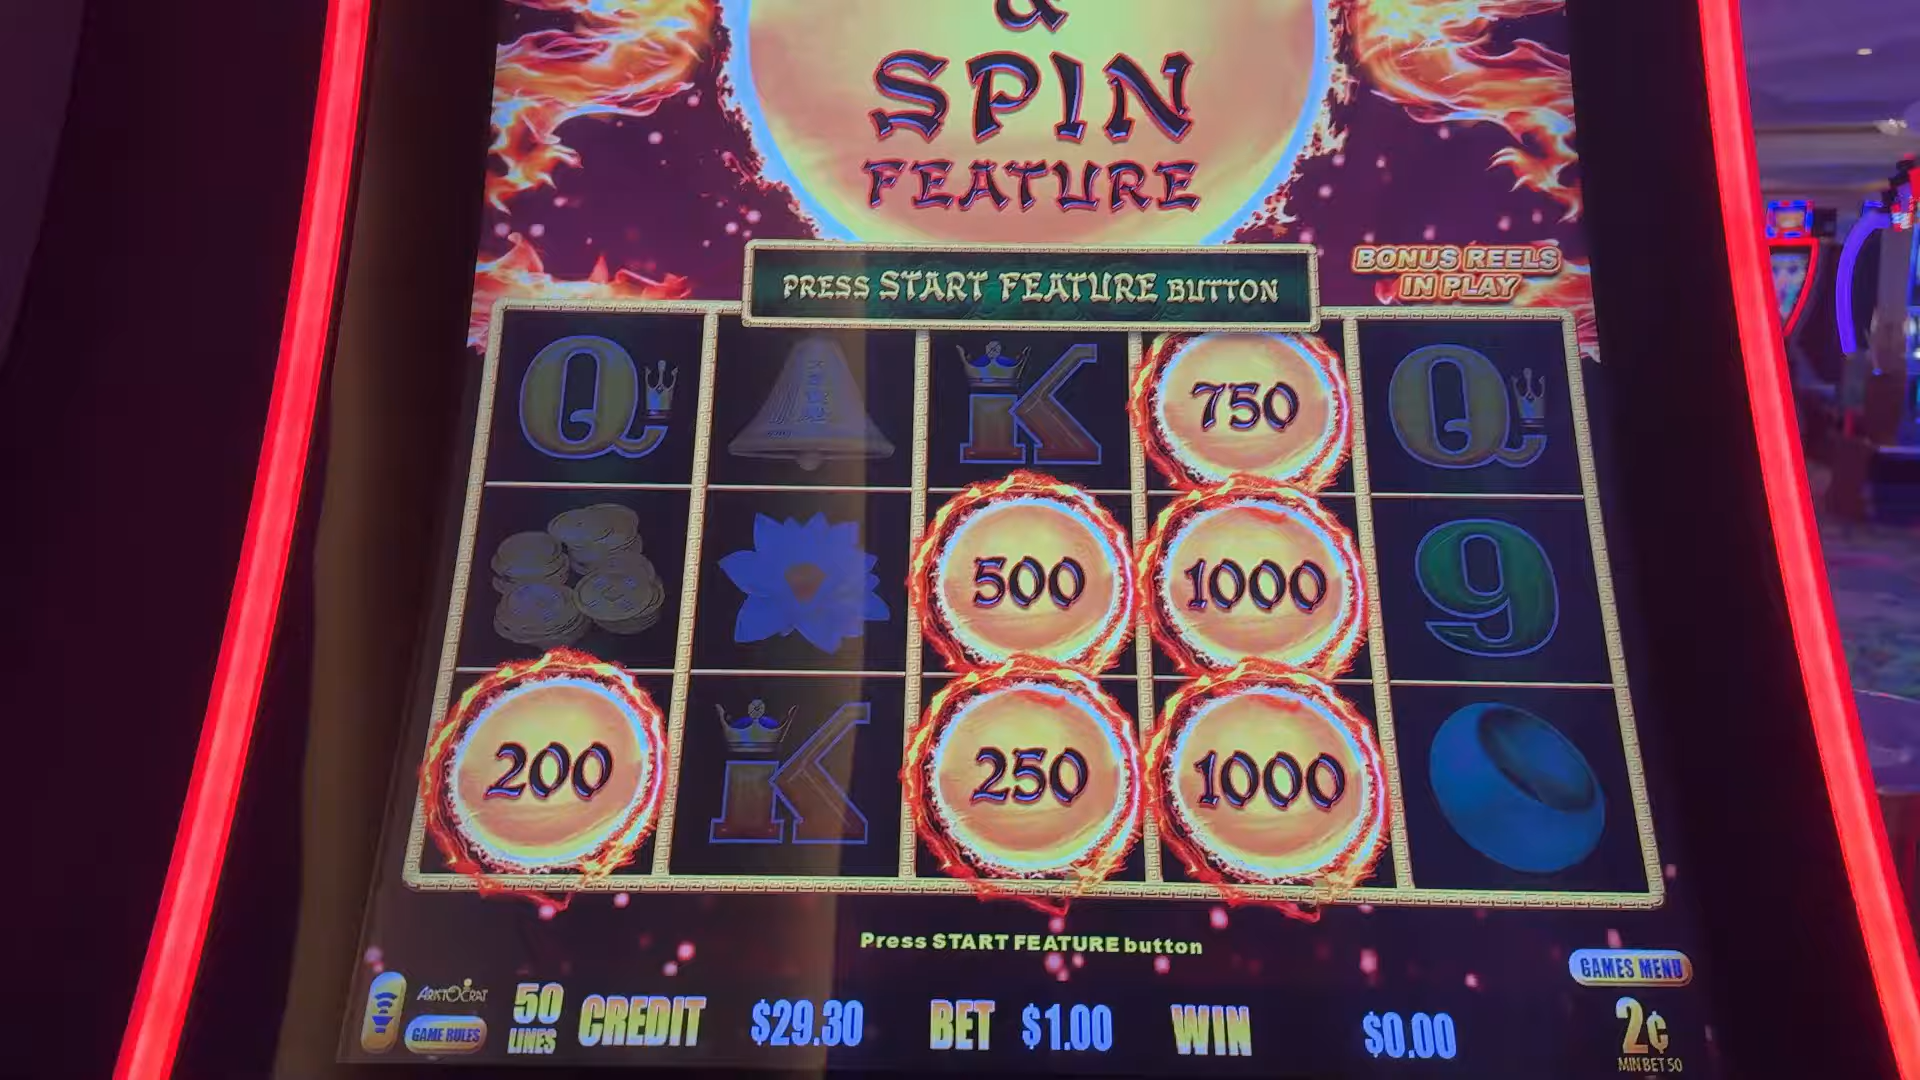 &
SPIN
FEATURE
PRESS START FEATURE BUTTON
BONUS REELS
IN PLAY
Q
K
750
Q
500
1000
9
200
K
250
1000
Press START FEATURE button
GAMES MENU
ARISTOCRAT
GAME RULES
50
LINES
CREDIT $29.30 BET $1.00 WIN $0.00
2¢
MIN BET 50